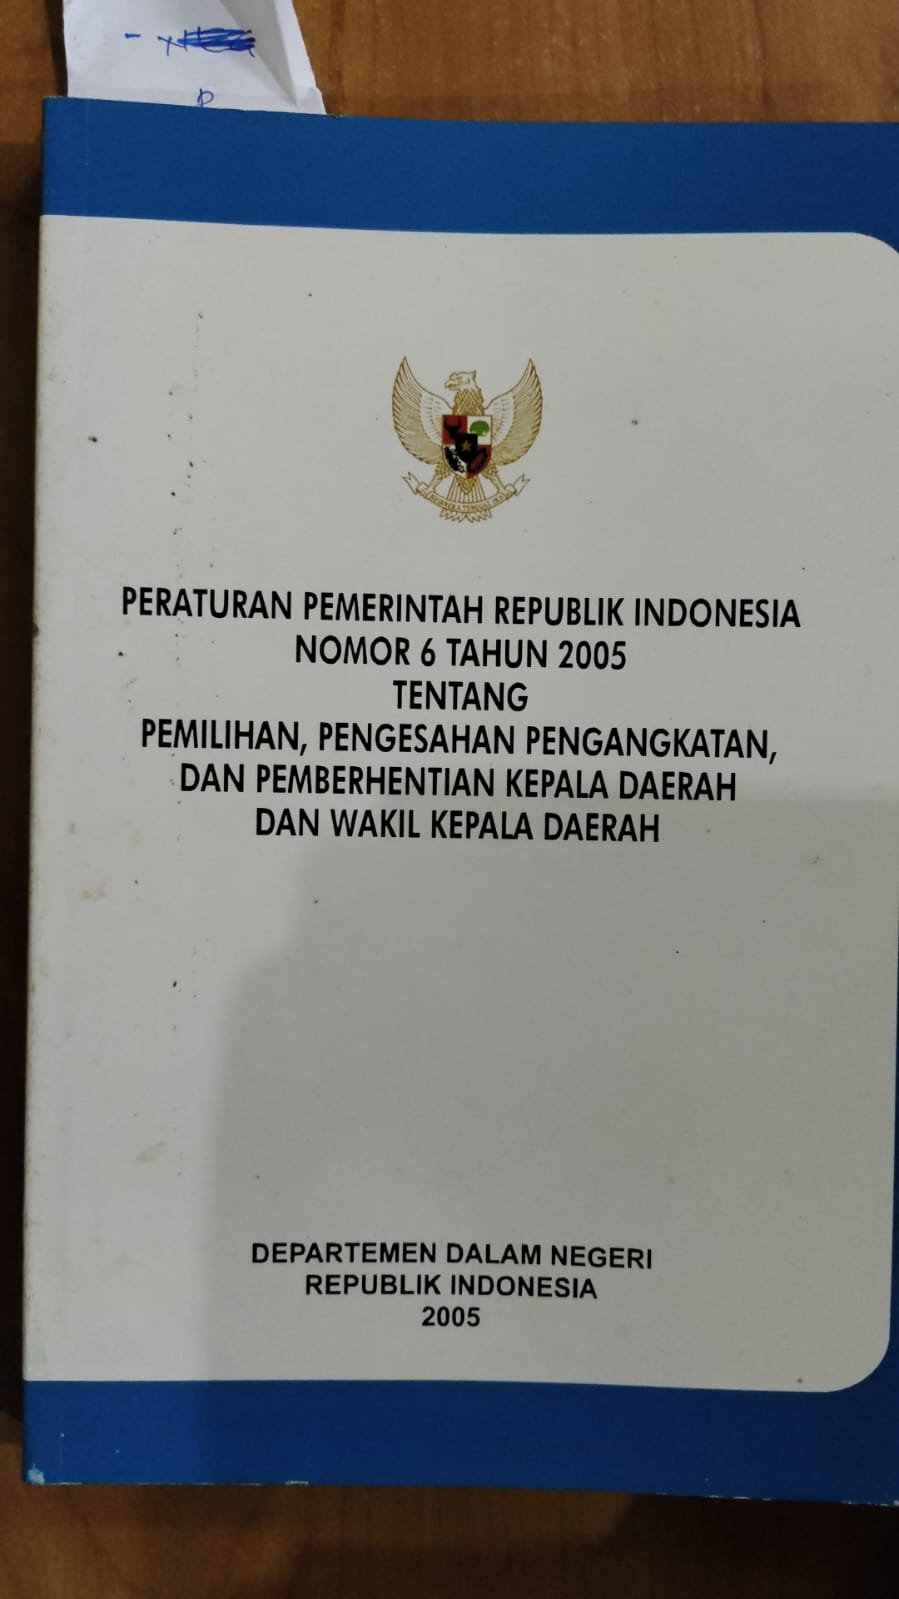 PERATURAN PEMERINTAH REPUBLIK INDONESIA
NOMOR 6 TAHUN 2005
TENTANG
PEMILIHAN, PENGESAHAN PENGANGKATAN,
DAN PEMBERHENTIAN KEPALA DAERAH
DAN WAKIL KEPALA DAERAH
DEPARTEMEN DALAM NEGERI
REPUBLIK INDONESIA
2005